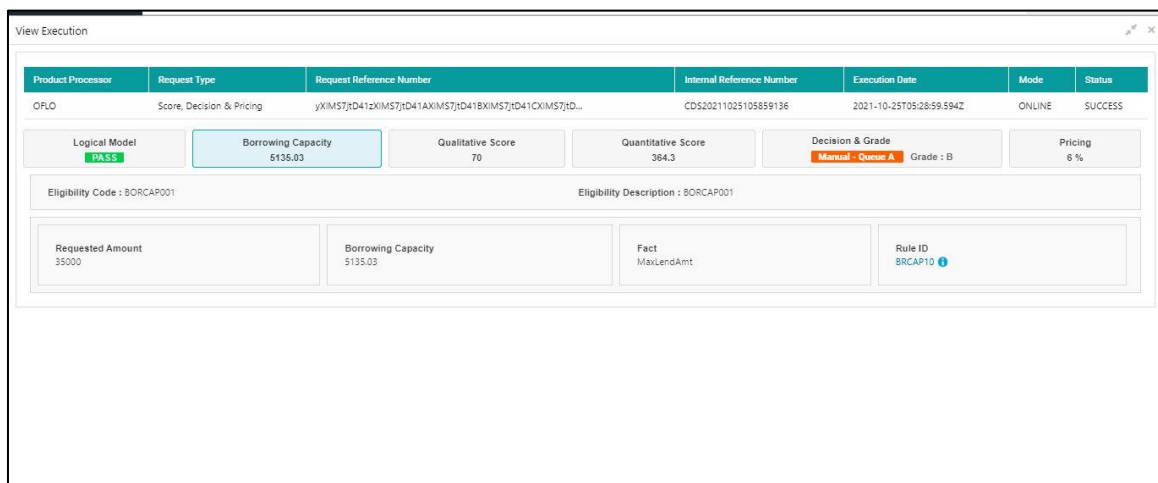 View Execution
Product Processor Request Type Request Reference Number Internal Reference Number Execution Date Mode Status
OFLO Score, Decision & Pricing yXIMS7jtD41zXIMS7jtD41AXIMS7jtD41BXIMS7jtD41CXIMS7jtD... CDS20211025105859136 2021-10-25T05:28:59.594Z ONLINE SUCCESS
Logical Model Borrowing Capacity Qualitative Score Quantitative Score Decision & Grade Pricing
PASS 5135.03 70 364.3 Manual - Queue A Grade : B 6 %
Eligibility Code : BORCAP001 Eligibility Description : BORCAP001
Requested Amount Borrowing Capacity Fact Rule ID
35000 5135.03 MaxLendAmt BRCAP10